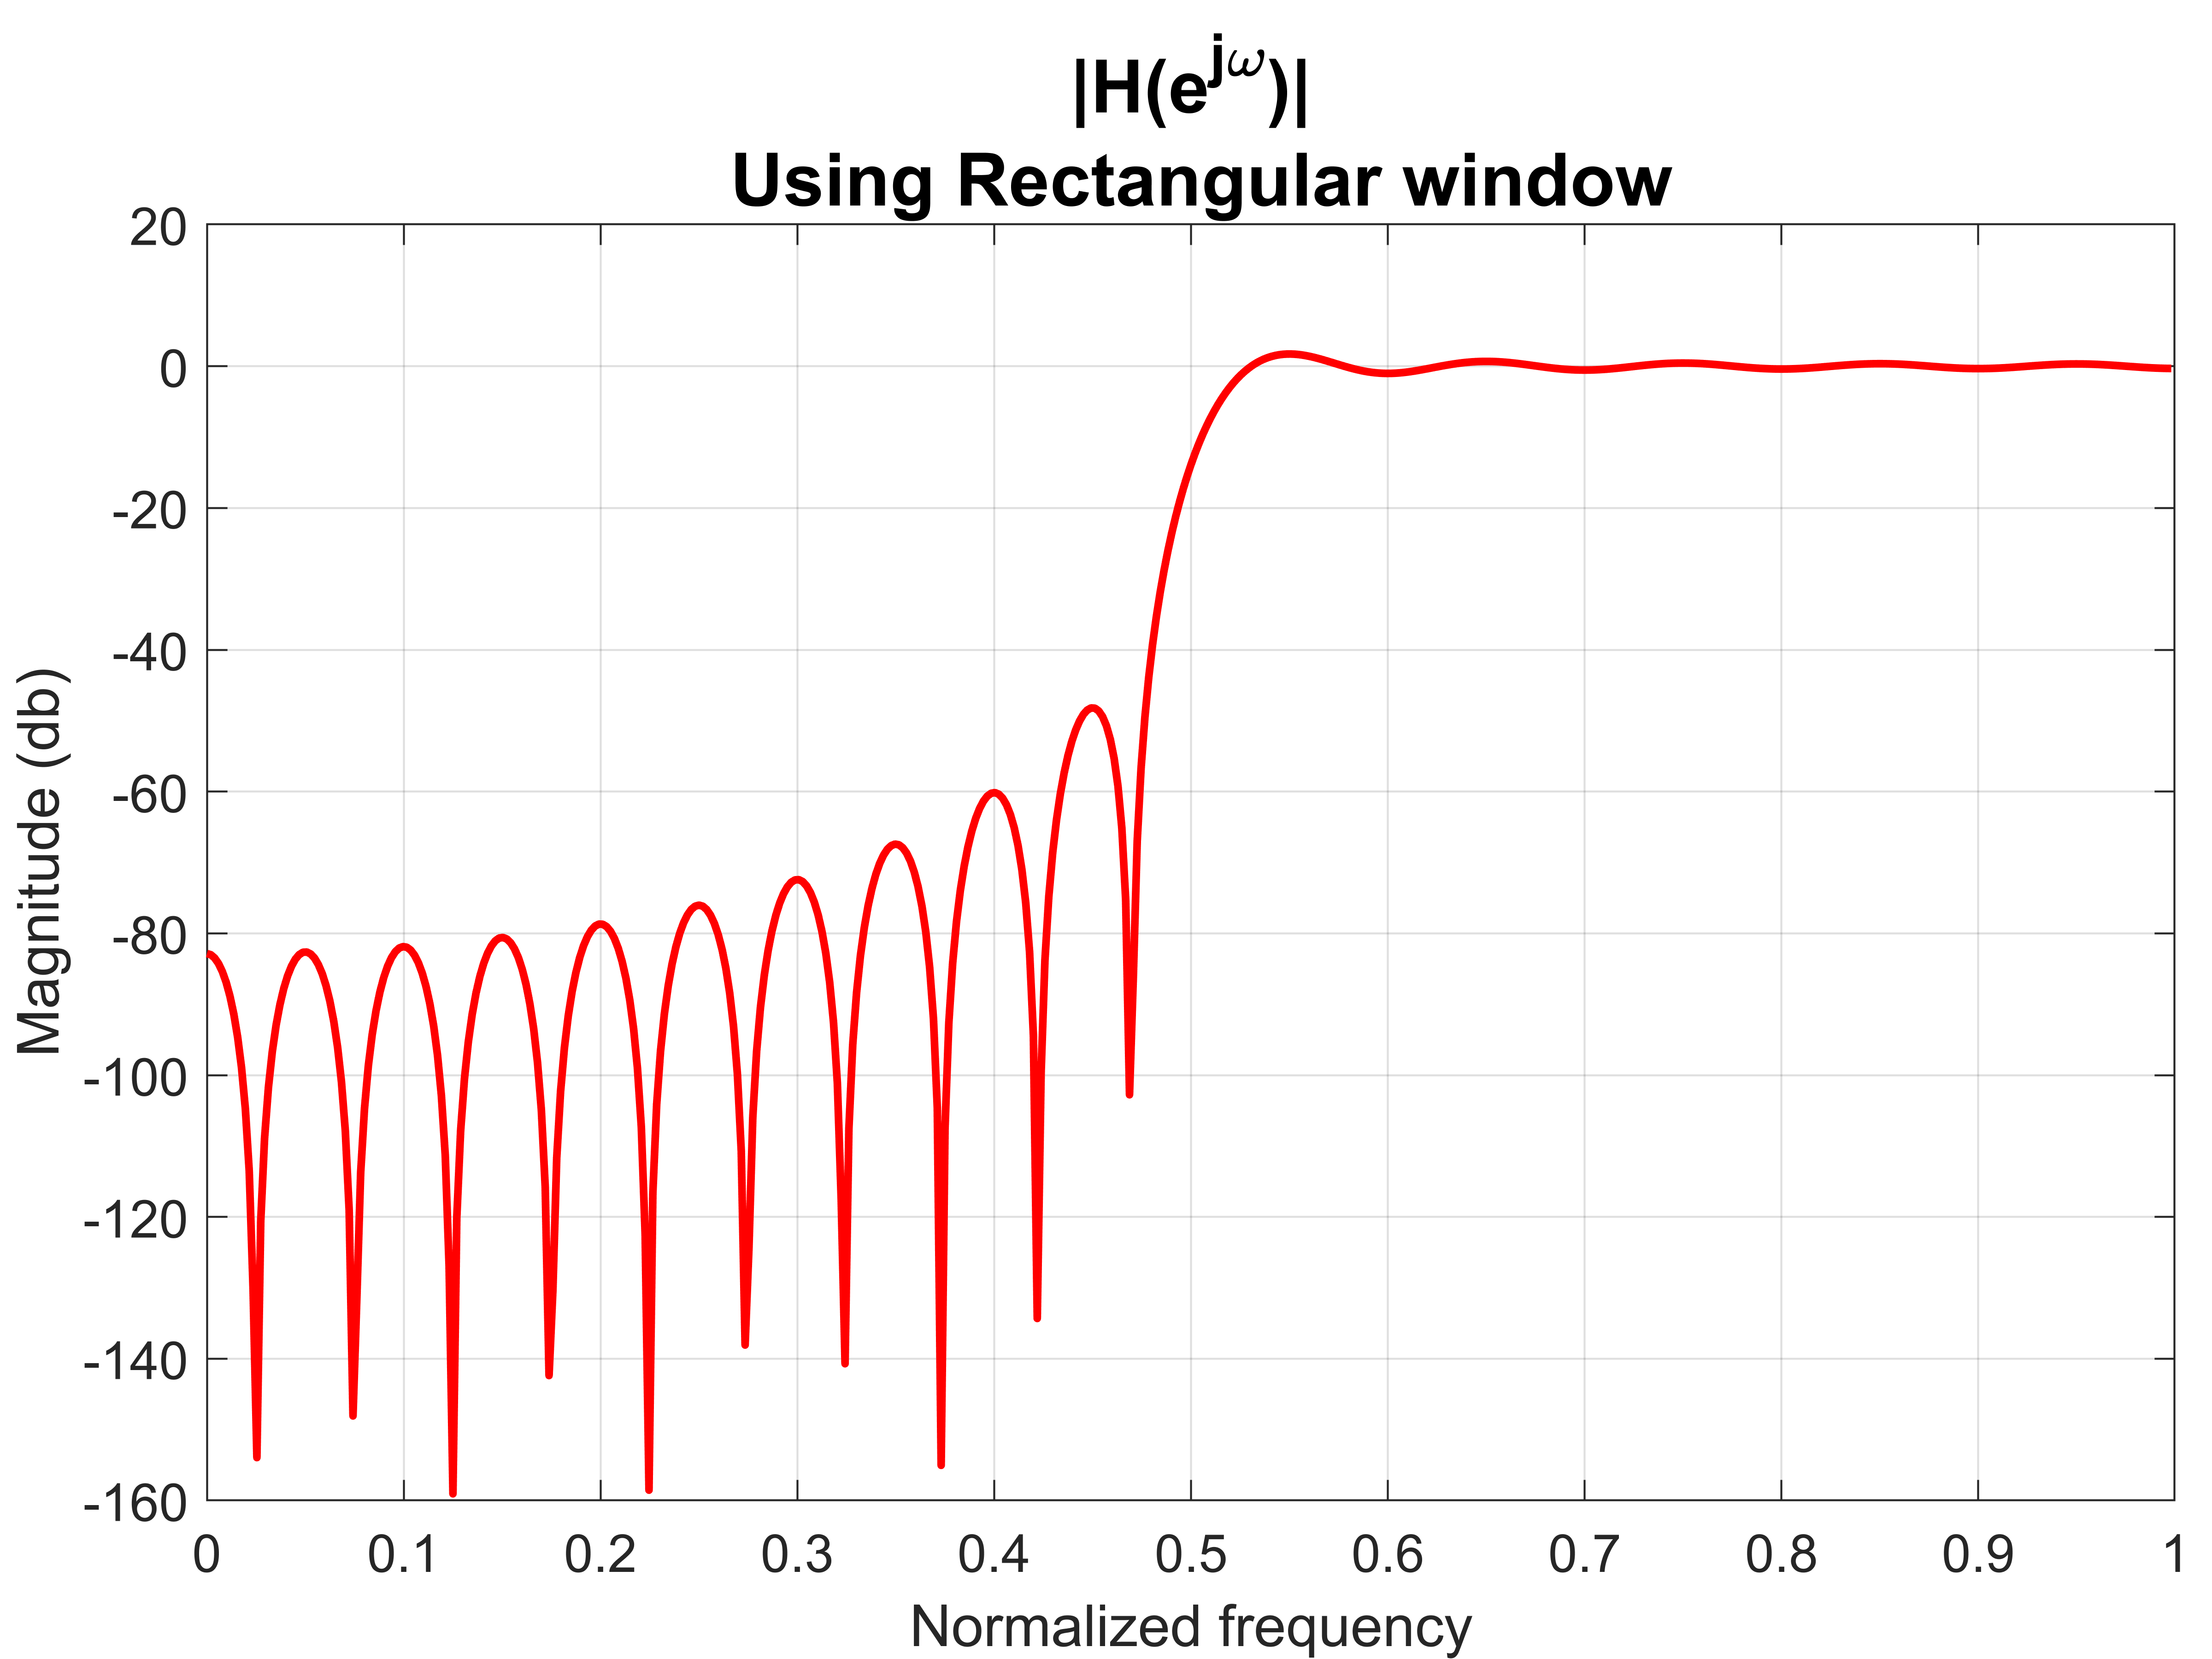 |H(e^{jω})|
Using Rectangular window
20
0
-20
-40
-60
-80
-100
-120
-140
-160
Magnitude (db)
0 0.1 0.2 0.3 0.4 0.5 0.6 0.7 0.8 0.9 1
Normalized frequency